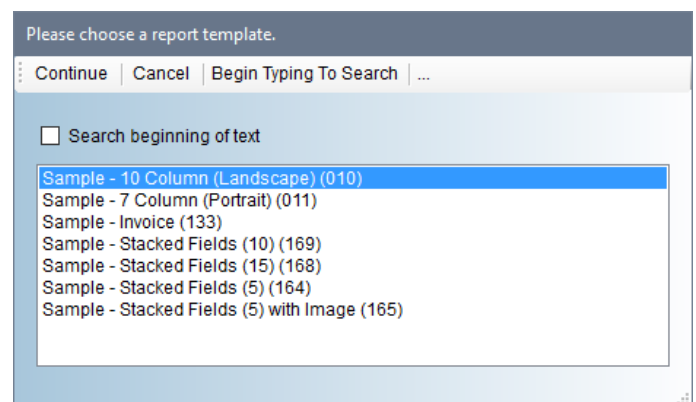 Please choose a report template.
Continue Cancel Begin Typing To Search ...
Search beginning of text
Sample - 10 Column (Landscape) (010)
Sample - 7 Column (Portrait) (011)
Sample - Invoice (133)
Sample - Stacked Fields (10) (169)
Sample - Stacked Fields (15) (168)
Sample - Stacked Fields (5) (164)
Sample - Stacked Fields (5) with Image (165)